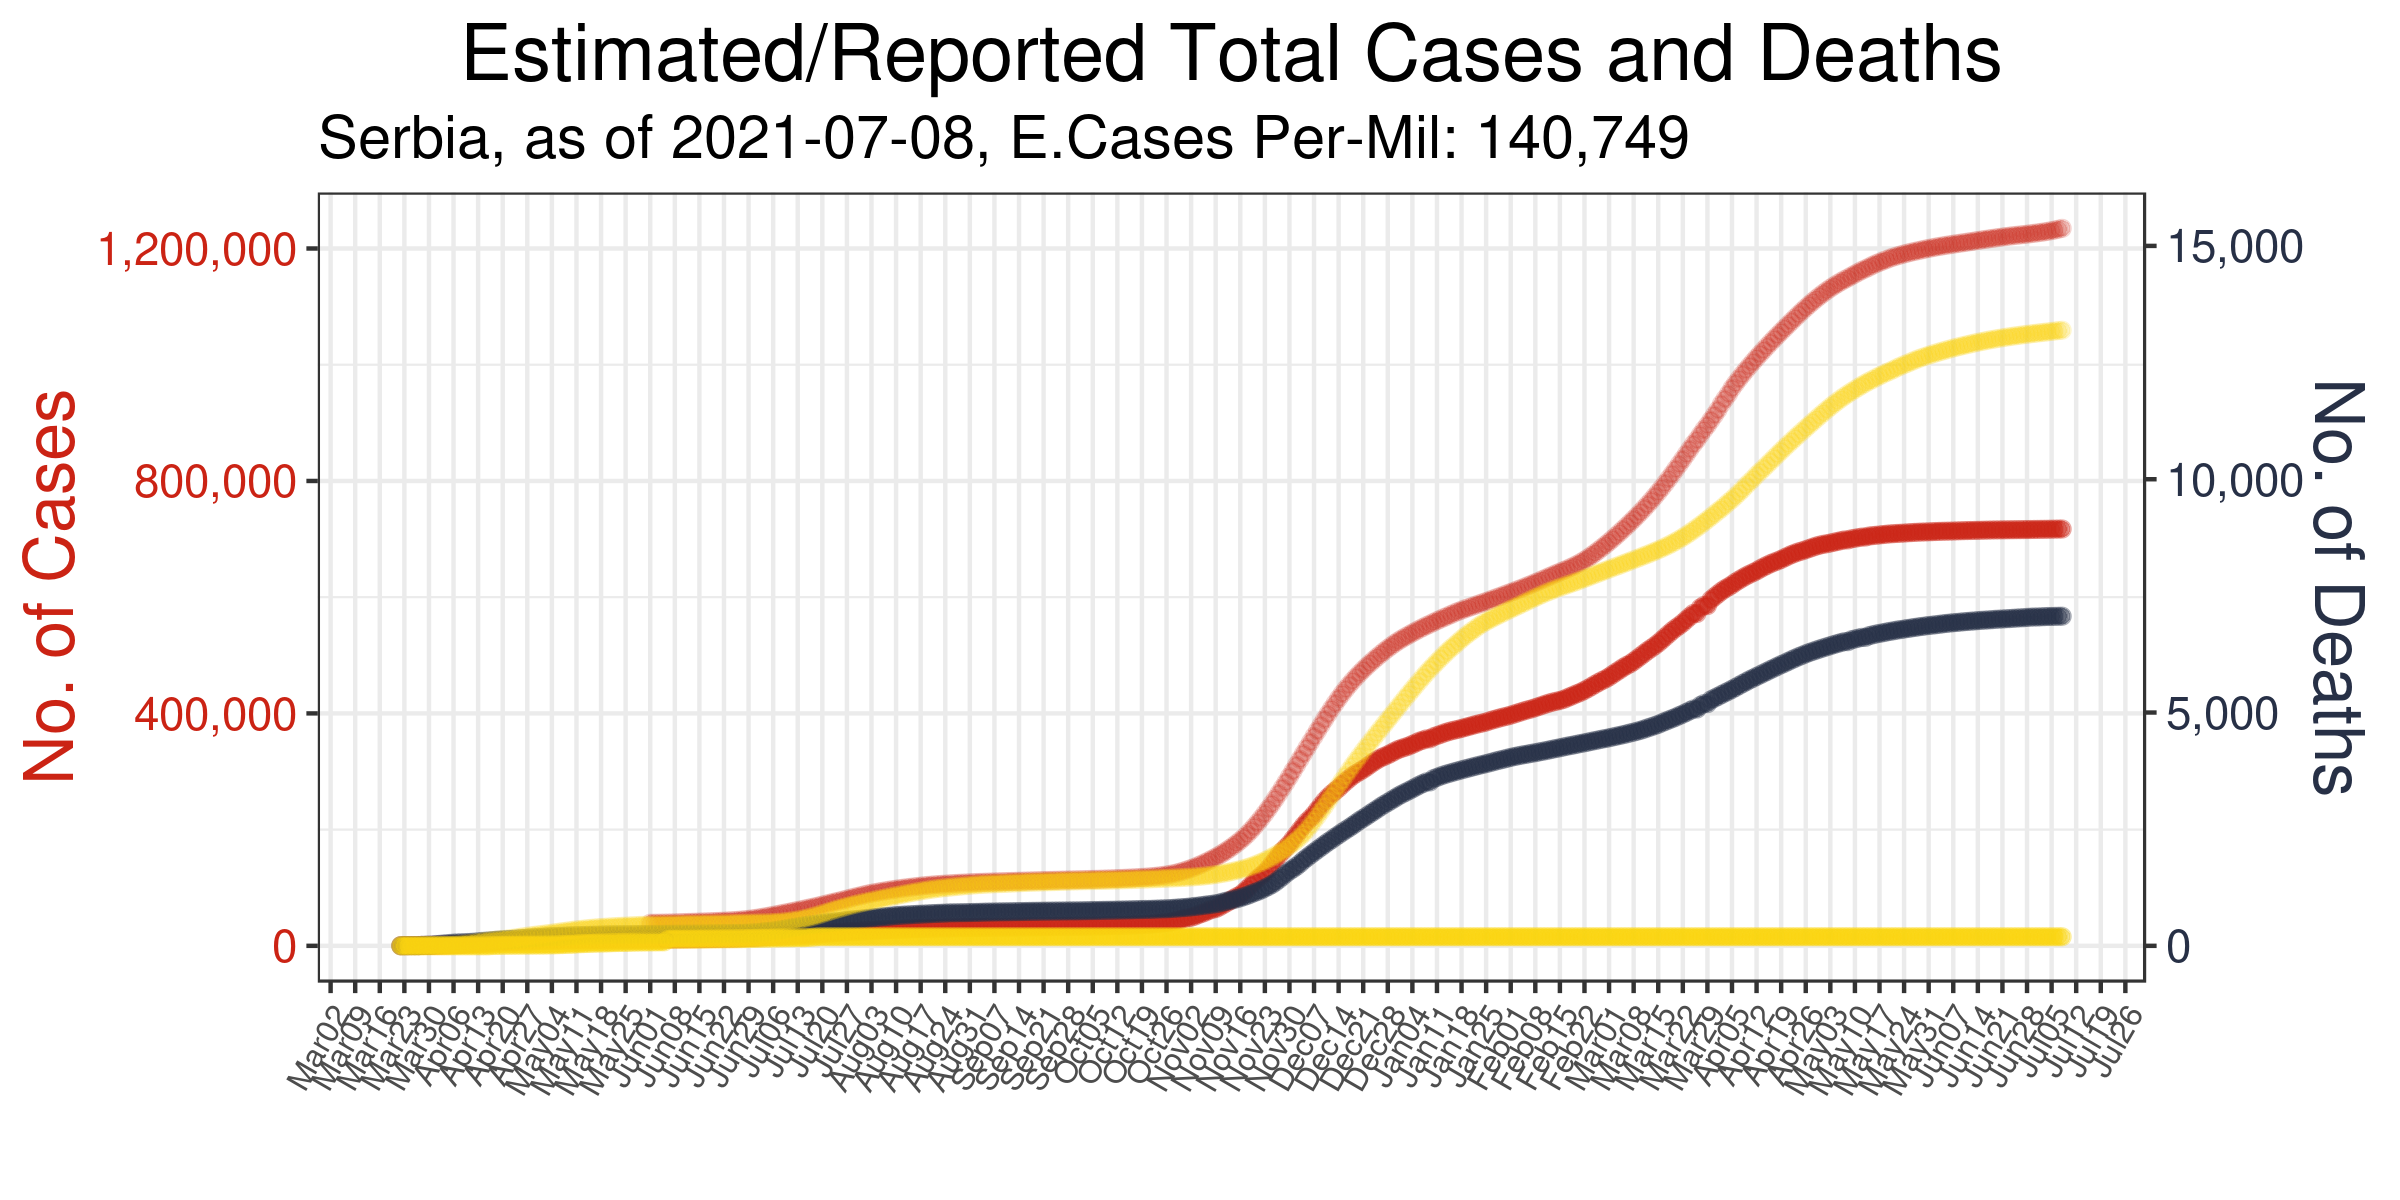 Estimated/Reported Total Cases and Deaths
Serbia, as of 2021-07-08, E.Cases Per-Mil: 140,749
No. of Cases
1,200,000
800,000
400,000
0
15,000
10,000
5,000
0
No. of Deaths
Mar02
Mar09
Mar16
Mar23
Mar30
Apr06
Apr13
Apr20
Apr27
May04
May11
May18
May25
Jun01
Jun08
Jun15
Jun22
Jun29
Jul06
Jul13
Jul20
Jul27
Aug03
Aug10
Aug17
Aug24
Aug31
Sep07
Sep14
Sep21
Sep28
Oct05
Oct12
Oct19
Oct26
Nov02
Nov09
Nov16
Nov23
Nov30
Dec07
Dec14
Dec21
Dec28
Jan04
Jan11
Jan18
Jan25
Feb01
Feb08
Feb15
Feb22
Mar01
Mar08
Mar15
Mar22
Mar29
Apr05
Apr12
Apr19
Apr26
May03
May10
May17
May24
May31
Jun07
Jun14
Jun21
Jun28
Jul05
Jul12
Jul19
Jul26